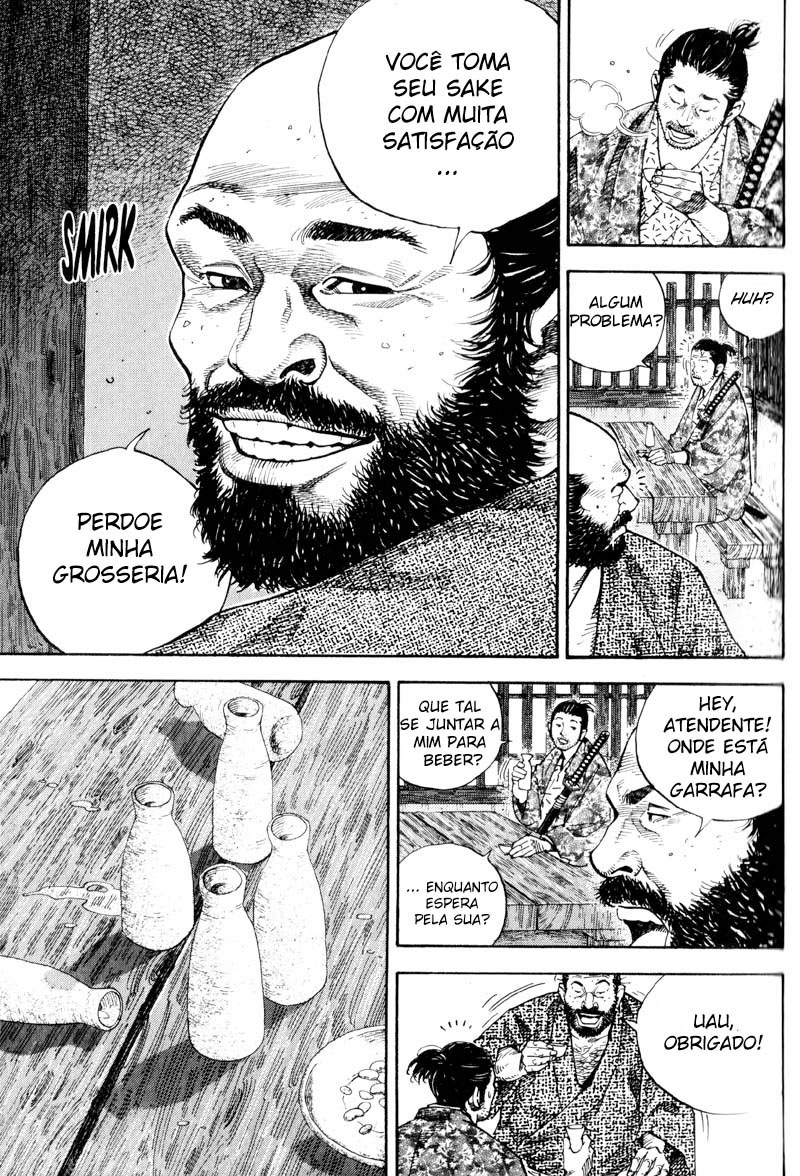 HUH?
ALGUM
PROBLEMA?
VOCÊ TOMA
SEU SAKE
COM MUITA
SATISFAÇÃO
...
SMIRK
PERDOE
MINHA
GROSSERIA!
HEY,
ATENDENTE!
ONDE ESTÁ
MINHA
GARRAFA?
QUE TAL
SE JUNTAR A
MIM PARA
BEBER?
... ENQUANTO
ESPERA
PELA SUA?
UAU,
OBRIGADO!